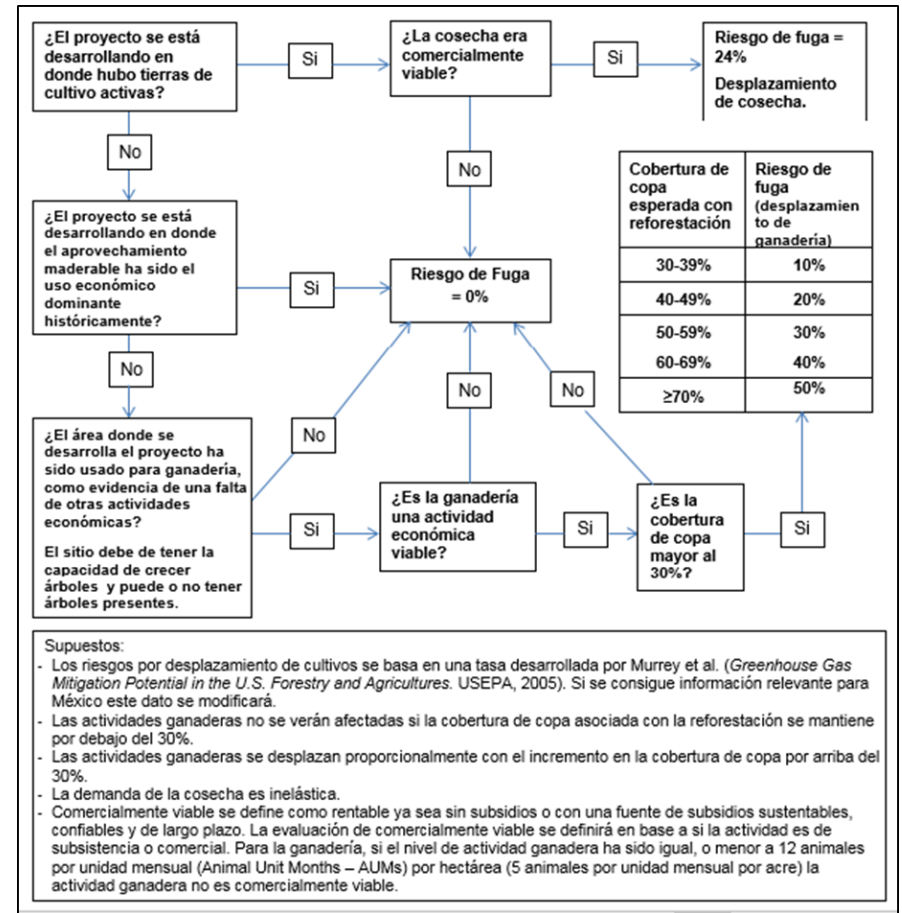 ¿El proyecto se está
desarrollando en
donde hubo tierras de
cultivo activas?
Si
¿La cosecha era
comercialmente
viable?
Si
Riesgo de fuga =
24%
Desplazamiento
de cosecha.
No
No
¿El proyecto se está
desarrollando en donde
el aprovechamiento
maderable ha sido el
uso económico
dominante
históricamente?
Si
Riesgo de Fuga
= 0%
Cobertura de
copa
esperada con
reforestación
Riesgo de
fuga
(desplazamien
to de
ganadería)
30-39%
10%
40-49%
20%
50-59%
30%
60-69%
40%
≥70%
50%
No
No
No
No
¿El área donde se
desarrolla el proyecto ha
sido usado para ganadería,
como evidencia de una falta
de otras actividades
económicas?
El sitio debe de tener la
capacidad de crecer
árboles y puede o no tener
árboles presentes.
Si
¿Es la ganadería
una actividad
económica
viable?
Si
¿Es la
cobertura
de copa
mayor al
30%?
Si
Supuestos:
- Los riesgos por desplazamiento de cultivos se basa en una tasa desarrollada por Murrey et al. (Greenhouse Gas
Mitigation Potential in the U.S. Forestry and Agricultures. USEPA, 2005). Si se consigue información relevante para
México este dato se modificará.
- Las actividades ganaderas no se verán afectadas si la cobertura de copa asociada con la reforestación se mantiene
por debajo del 30%.
- Las actividades ganaderas se desplazan proporcionalmente con el incremento en la cobertura de copa por arriba del
30%.
- La demanda de la cosecha es inelástica.
- Comercialmente viable se define como rentable ya sea sin subsidios o con una fuente de subsidios sustentables,
confiables y de largo plazo. La evaluación de comercialmente viable se definirá en base a si la actividad es de
subsistencia o comercial. Para la ganadería, si el nivel de actividad ganadera ha sido igual, o menor a 12 animales
por unidad mensual (Animal Unit Months – AUMs) por hectárea (5 animales por unidad mensual por acre) la
actividad ganadera no es comercialmente viable.